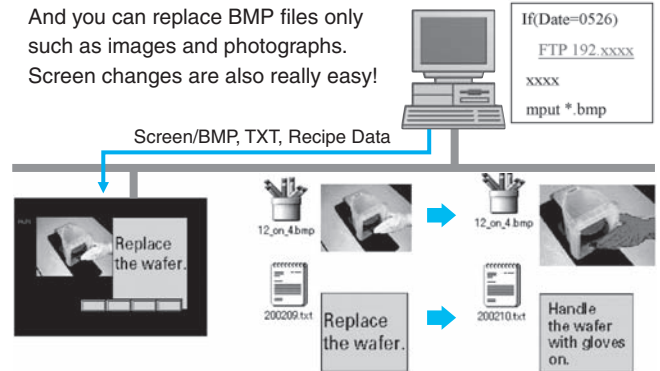 And you can replace BMP files only
such as images and photographs.
Screen changes are also really easy!
If(Date=0526)
FTP 192.xxxx
xxxx
mput *.bmp
Screen/BMP, TXT, Recipe Data
Replace
the wafer.
12_on_4.bmp
12_on_4.bmp
200209.txt
Replace
the wafer.
200210.txt
Handle
the wafer
with gloves
on.